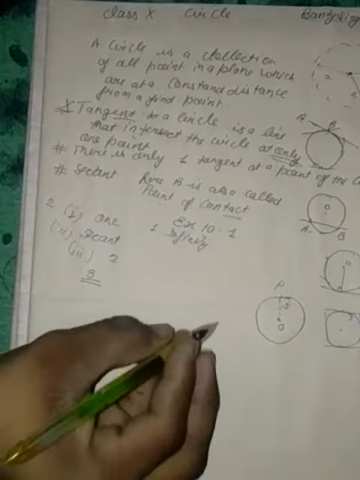 Class X Circle
A Circle is a Collection
of all point in a plane which
are at a Constand distance
from a fixd point.
Tangent to a circle is a line
that intersect the circle at only
one point
# There is only 1 tangent at a point of the
# Secant
Here B is also called
Point of contact
Ex 10.1
1 Infinity
2 (i) one
(ii) Secant
(iii) 2
3
A
B
O
A
B
P
O